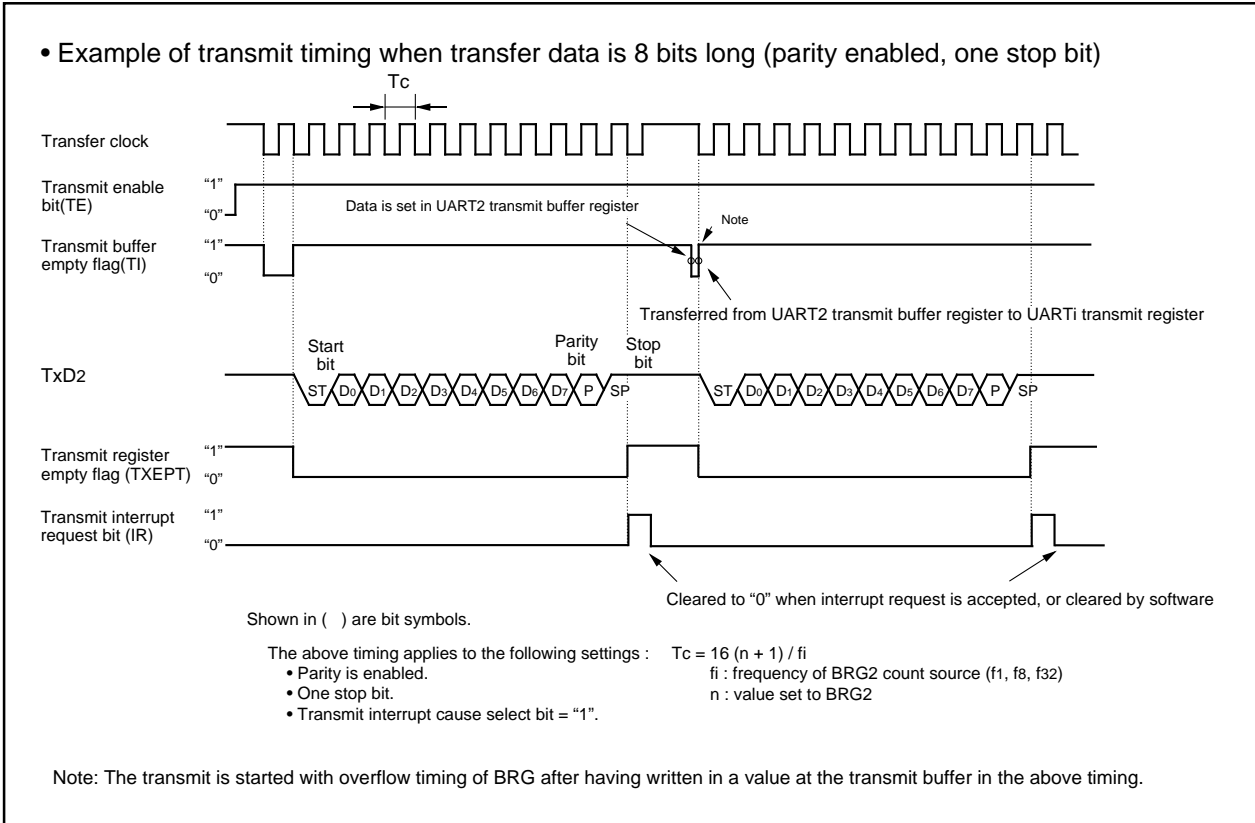 • Example of transmit timing when transfer data is 8 bits long (parity enabled, one stop bit)
Tc
Transfer clock
Transmit enable
bit(TE)
“1”
“0”
Data is set in UART2 transmit buffer register
Note
Transmit buffer
empty flag(TI)
“1”
“0”
Transferred from UART2 transmit buffer register to UARTi transmit register
Start
bit
Parity
bit
Stop
bit
TxD2
ST D0 D1 D2 D3 D4 D5 D6 D7 P SP ST D0 D1 D2 D3 D4 D5 D6 D7 P SP
Transmit register
empty flag (TXEPT)
“1”
“0”
Transmit interrupt
request bit (IR)
“1”
“0”
Cleared to “0” when interrupt request is accepted, or cleared by software
Shown in ( ) are bit symbols.
The above timing applies to the following settings :
• Parity is enabled.
• One stop bit.
• Transmit interrupt cause select bit = “1”.
Tc = 16 (n + 1) / fi
fi : frequency of BRG2 count source (f1, f8, f32)
n : value set to BRG2
Note: The transmit is started with overflow timing of BRG after having written in a value at the transmit buffer in the above timing.